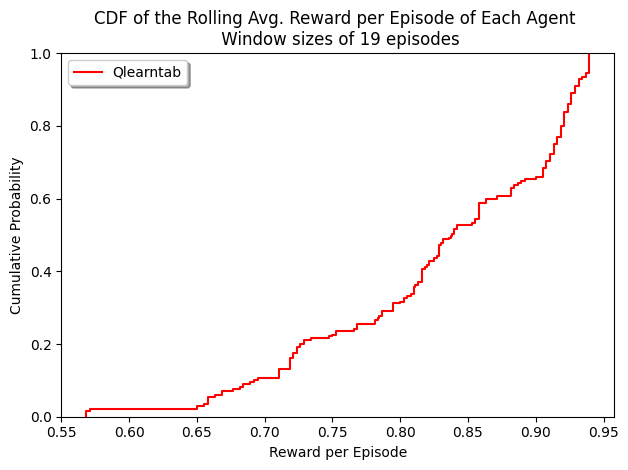 CDF of the Rolling Avg. Reward per Episode of Each Agent
Window sizes of 19 episodes
Qlearntab
1.0
0.8
0.6
0.4
0.2
0.0
Cumulative Probability
0.55 0.60 0.65 0.70 0.75 0.80 0.85 0.90 0.95
Reward per Episode